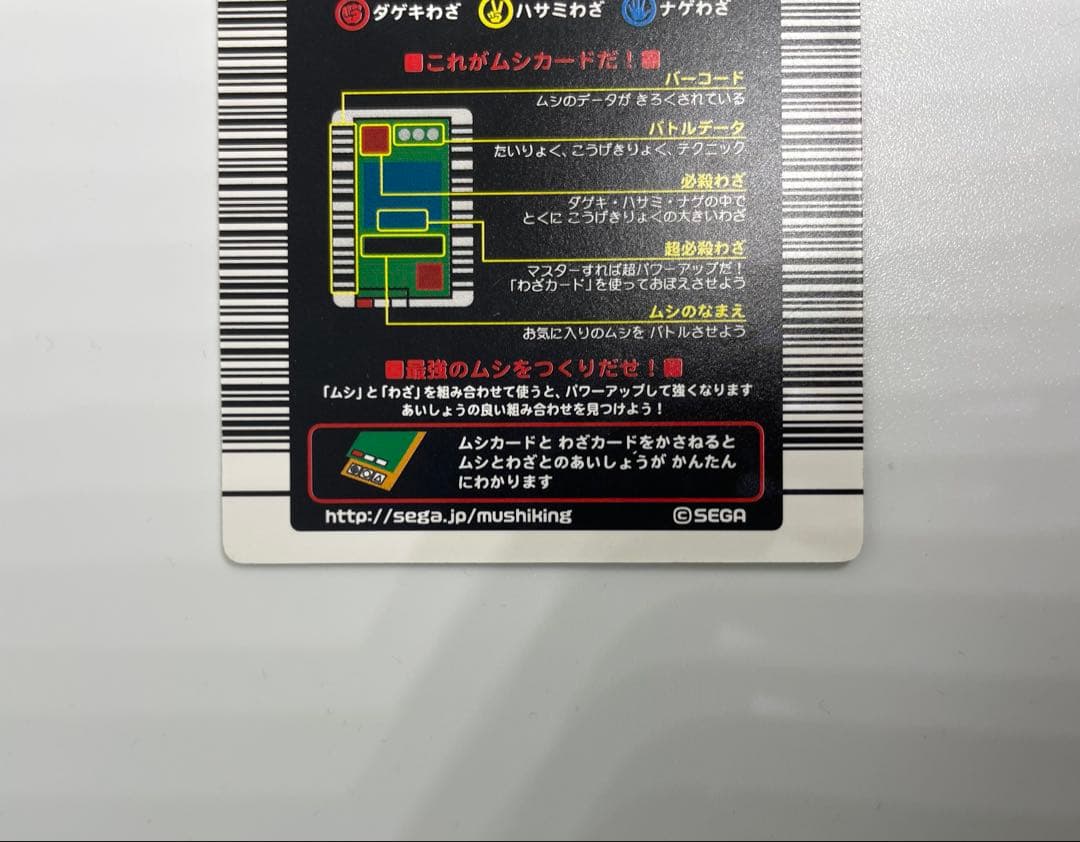 ダゲキわざ ハサミわざ ナゲわざ
これがムシカードだ！
バーコード
ムシのデータが きろくされている
バトルデータ
たいりょく、こうげきりょく、テクニック
必殺わざ
ダゲキ・ハサミ・ナゲの中で
とくに こうげきりょくの大きいわざ
超必殺わざ
マスターすれば超パワーアップだ！
「わざカード」を使っておぼえさせよう
ムシのなまえ
お気に入りのムシを バトルさせよう
最強のムシをつくりだせ！
「ムシ」と「わざ」を組み合わせて使うと、パワーアップして強くなります
あいしょうの良い組み合わせを見つけよう！
ムシカードと わざカードをかさねると
ムシとわざとのあいしょうが かんたん
にわかります
http://sega.jp/mushiking ©SEGA